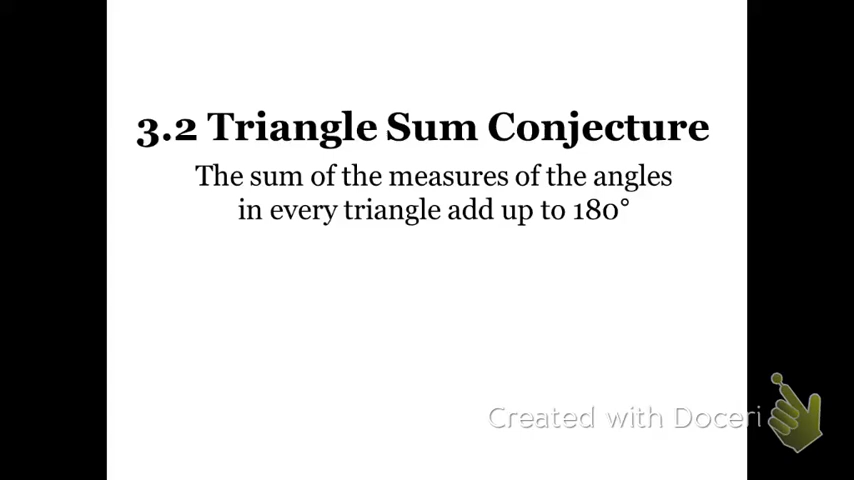 3.2 Triangle Sum Conjecture
The sum of the measures of the angles
in every triangle add up to 180°
Created with Doceri